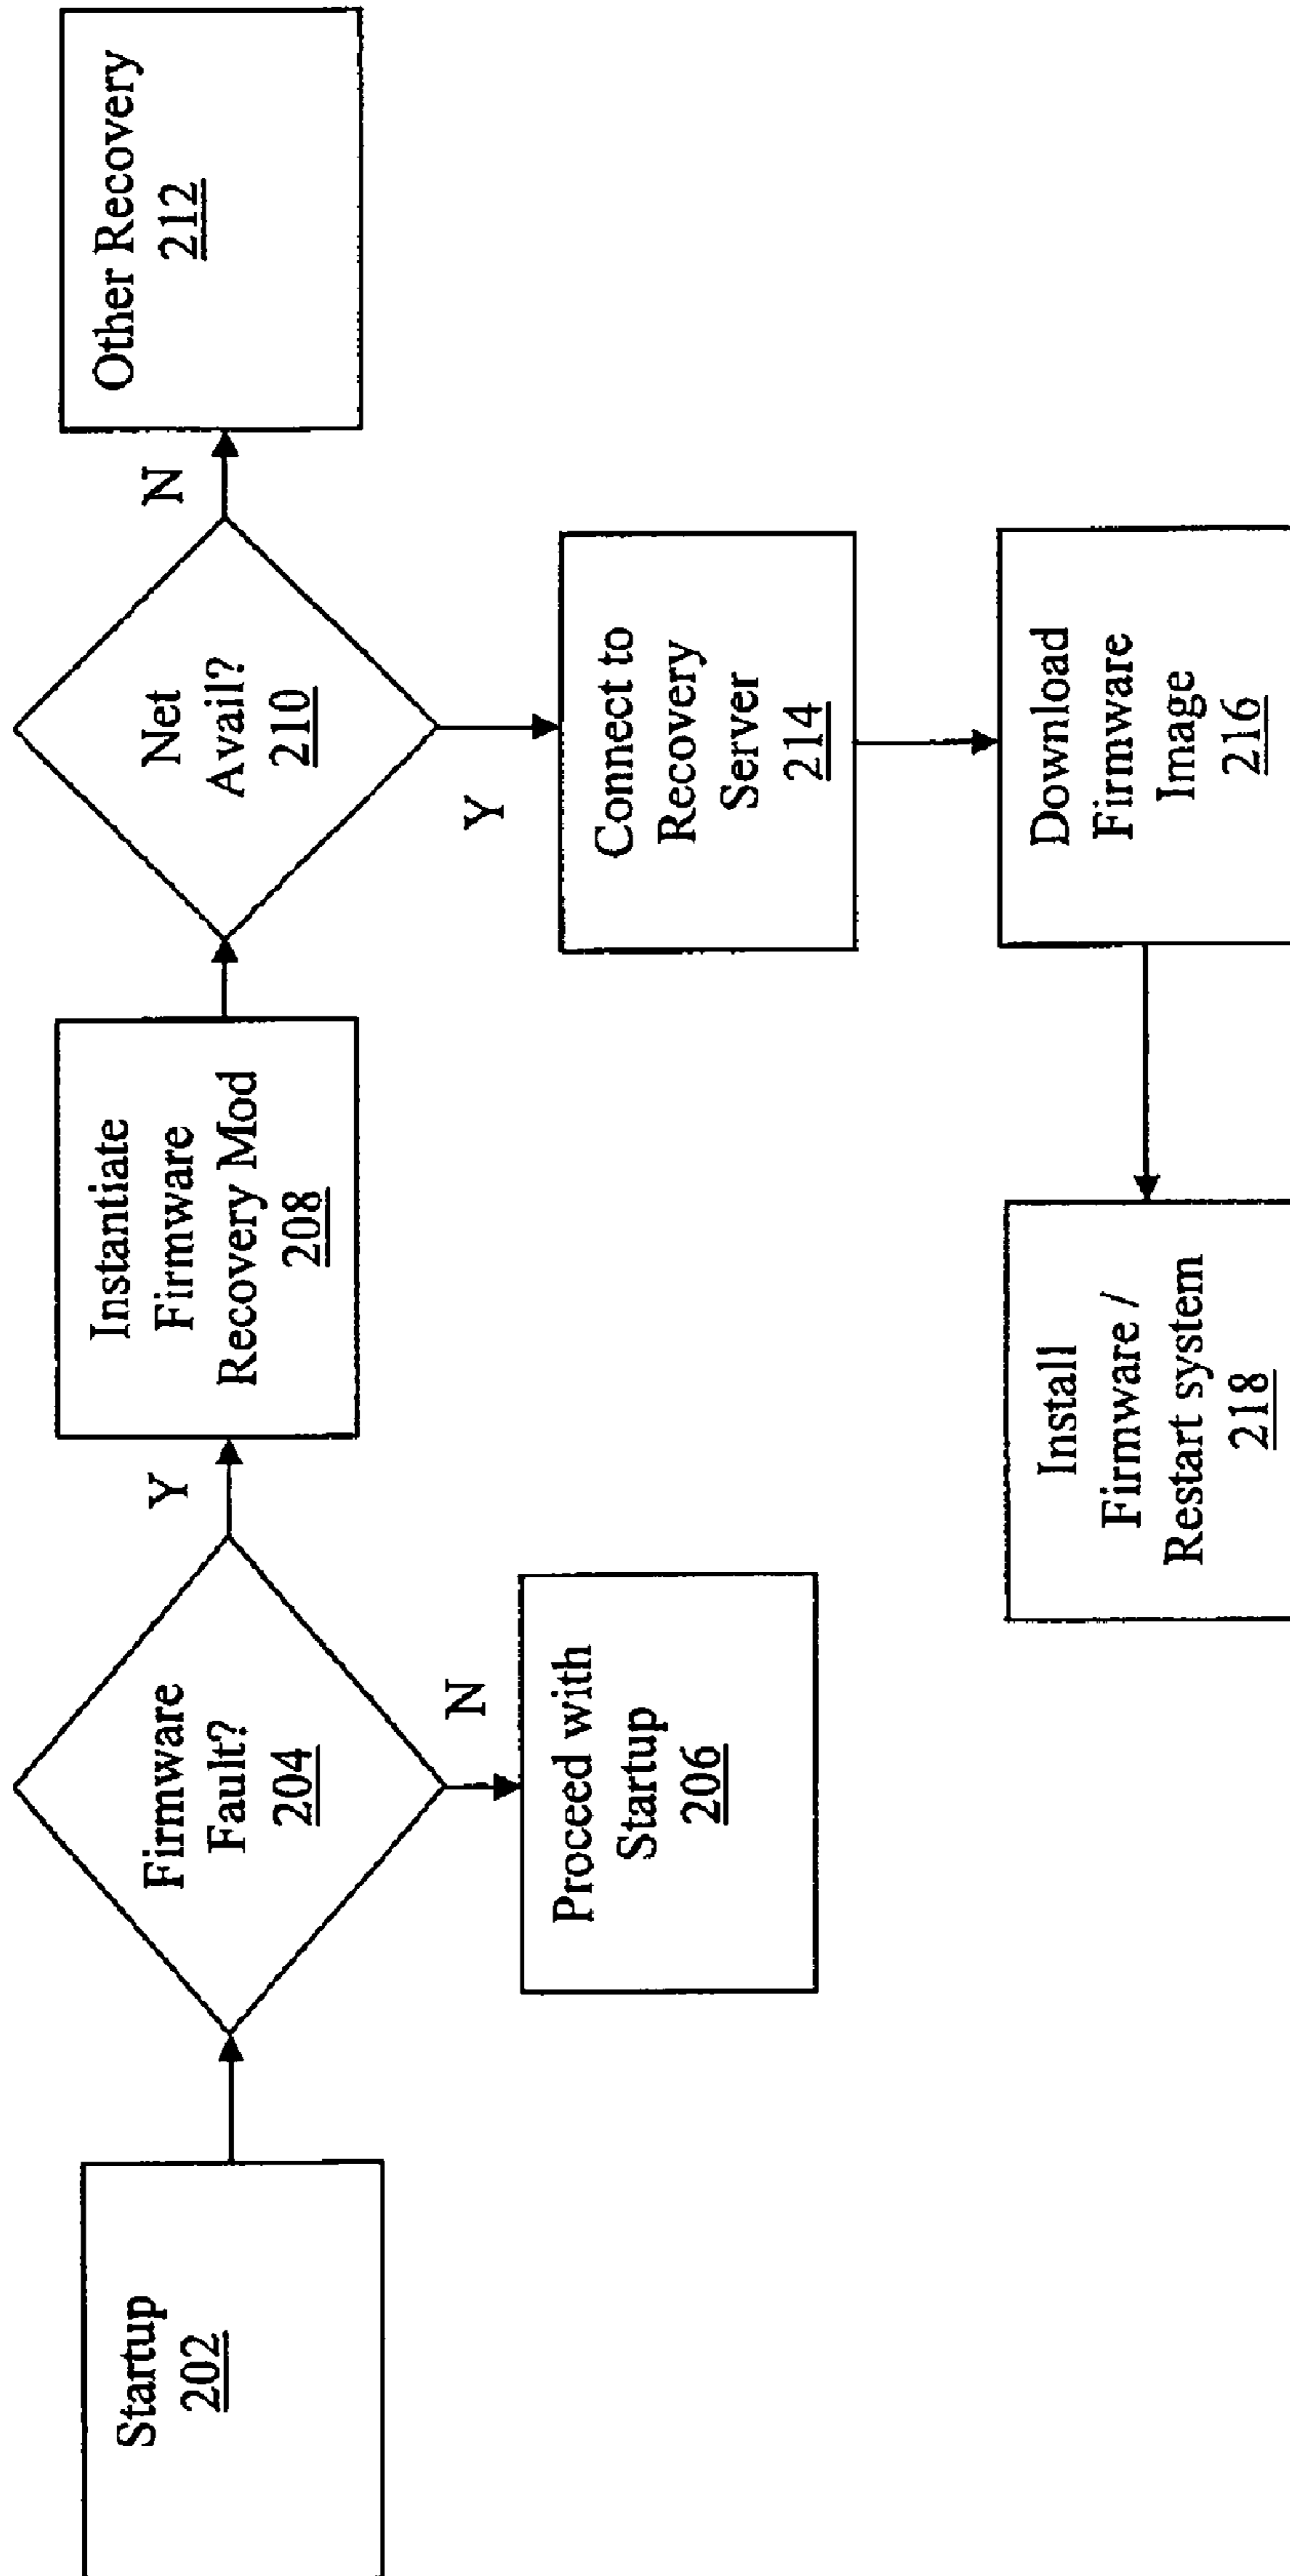 Startup
202
Firmware
Fault?
204
Y
N
Proceed with
Startup
206
Instantiate
Firmware
Recovery Mod
208
Net
Avail?
210
N
Other Recovery
212
Y
Connect to
Recovery
Server
214
Download
Firmware
Image
216
Install
Firmware /
Restart system
218